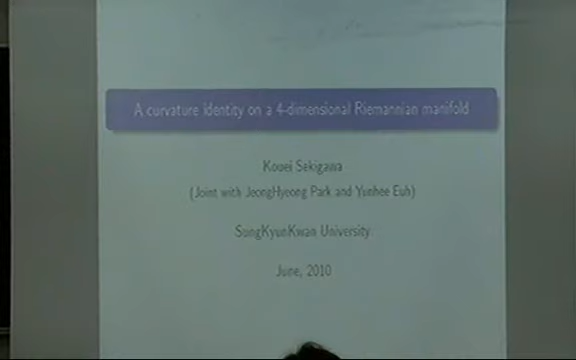 A curvature identity on a 4-dimensional Riemannian manifold
Kouei Sekigawa
(Joint with JeongHyeong Park and Yunhee Euh)
SungKyunKwan University
June, 2010